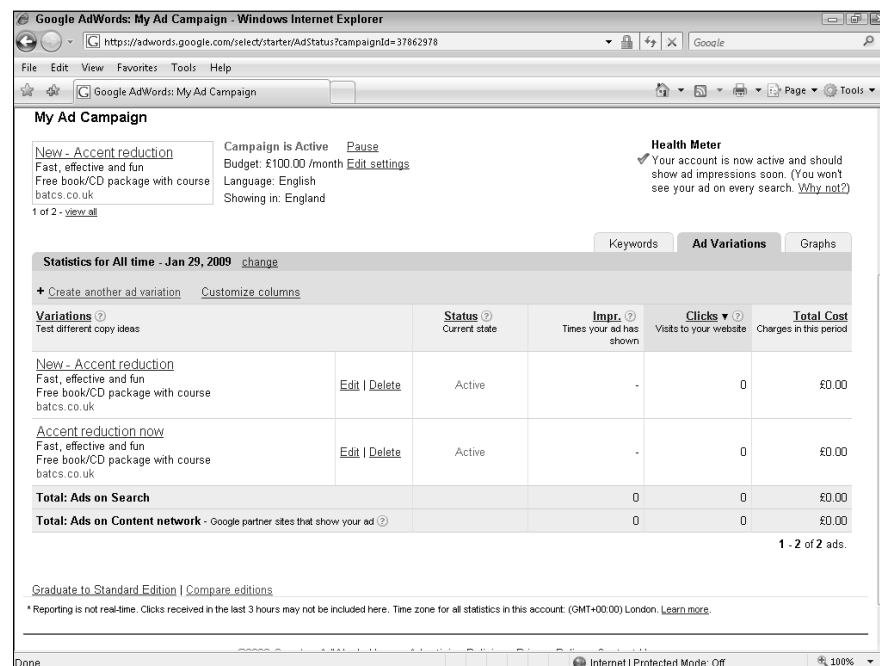 Google AdWords: My Ad Campaign - Windows Internet Explorer
https://adwords.google.com/select/starter/AdStatus?campaignId=37862978
Google
File Edit View Favorites Tools Help
Google AdWords: My Ad Campaign
Page Tools
My Ad Campaign
New - Accent reduction
Fast, effective and fun
Free book/CD package with course
batcs.co.uk
1 of 2 - view all
Campaign is Active Pause
Budget: £100.00 /month Edit settings
Language: English
Showing in: England
Health Meter
Your account is now active and should
show ad impressions soon. (You won't
see your ad on every search. Why not?)
Keywords Ad Variations Graphs
Statistics for All time - Jan 29, 2009 change
+ Create another ad variation Customize columns
Variations ? Status ? Impr. ? Clicks ▼ ? Total Cost
Test different copy ideas Current state Times your ad has Visits to your website Charges in this period
shown
New - Accent reduction
Fast, effective and fun
Free book/CD package with course
batcs.co.uk
Edit | Delete Active - 0 £0.00
Accent reduction now
Fast, effective and fun
Free book/CD package with course
batcs.co.uk
Edit | Delete Active - 0 £0.00
Total: Ads on Search 0 0 £0.00
Total: Ads on Content network - Google partner sites that show your ad ? 0 0 £0.00
1 - 2 of 2 ads.
Graduate to Standard Edition | Compare editions
* Reporting is not real-time. Clicks received in the last 3 hours may not be included here. Time zone for all statistics in this account: (GMT+00:00) London. Learn more.
Done Internet | Protected Mode: Off 100%